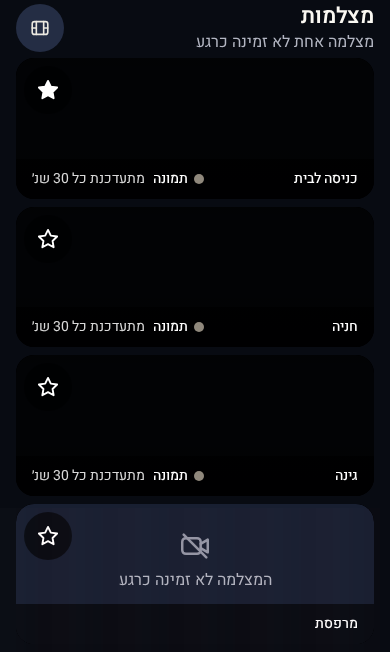 מצלמות
מצלמה אחת לא זמינה כרגע
כניסה לבית תמונה מתעדכנת כל 30 שנ׳
חניה תמונה מתעדכנת כל 30 שנ׳
גינה תמונה מתעדכנת כל 30 שנ׳
המצלמה לא זמינה כרגע
מרפסת